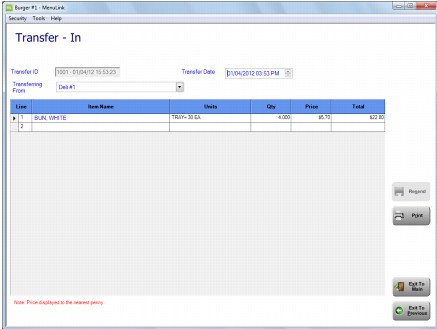 Burger #1 - MenuLink
Security Tools Help
Transfer - In
Transfer ID 1001 - 01/04/12 15:53:23 Transfer Date 01/04/2012 03:53 PM
Transferring From Deli #1
Line Item Name Units Qty Price Total
1 BUN, WHITE TRAY= 30 EA 4.000 $5.70 $22.80
2
Resend
Print
Exit To Main
Note: Price displayed to the nearest penny
Exit To Previous